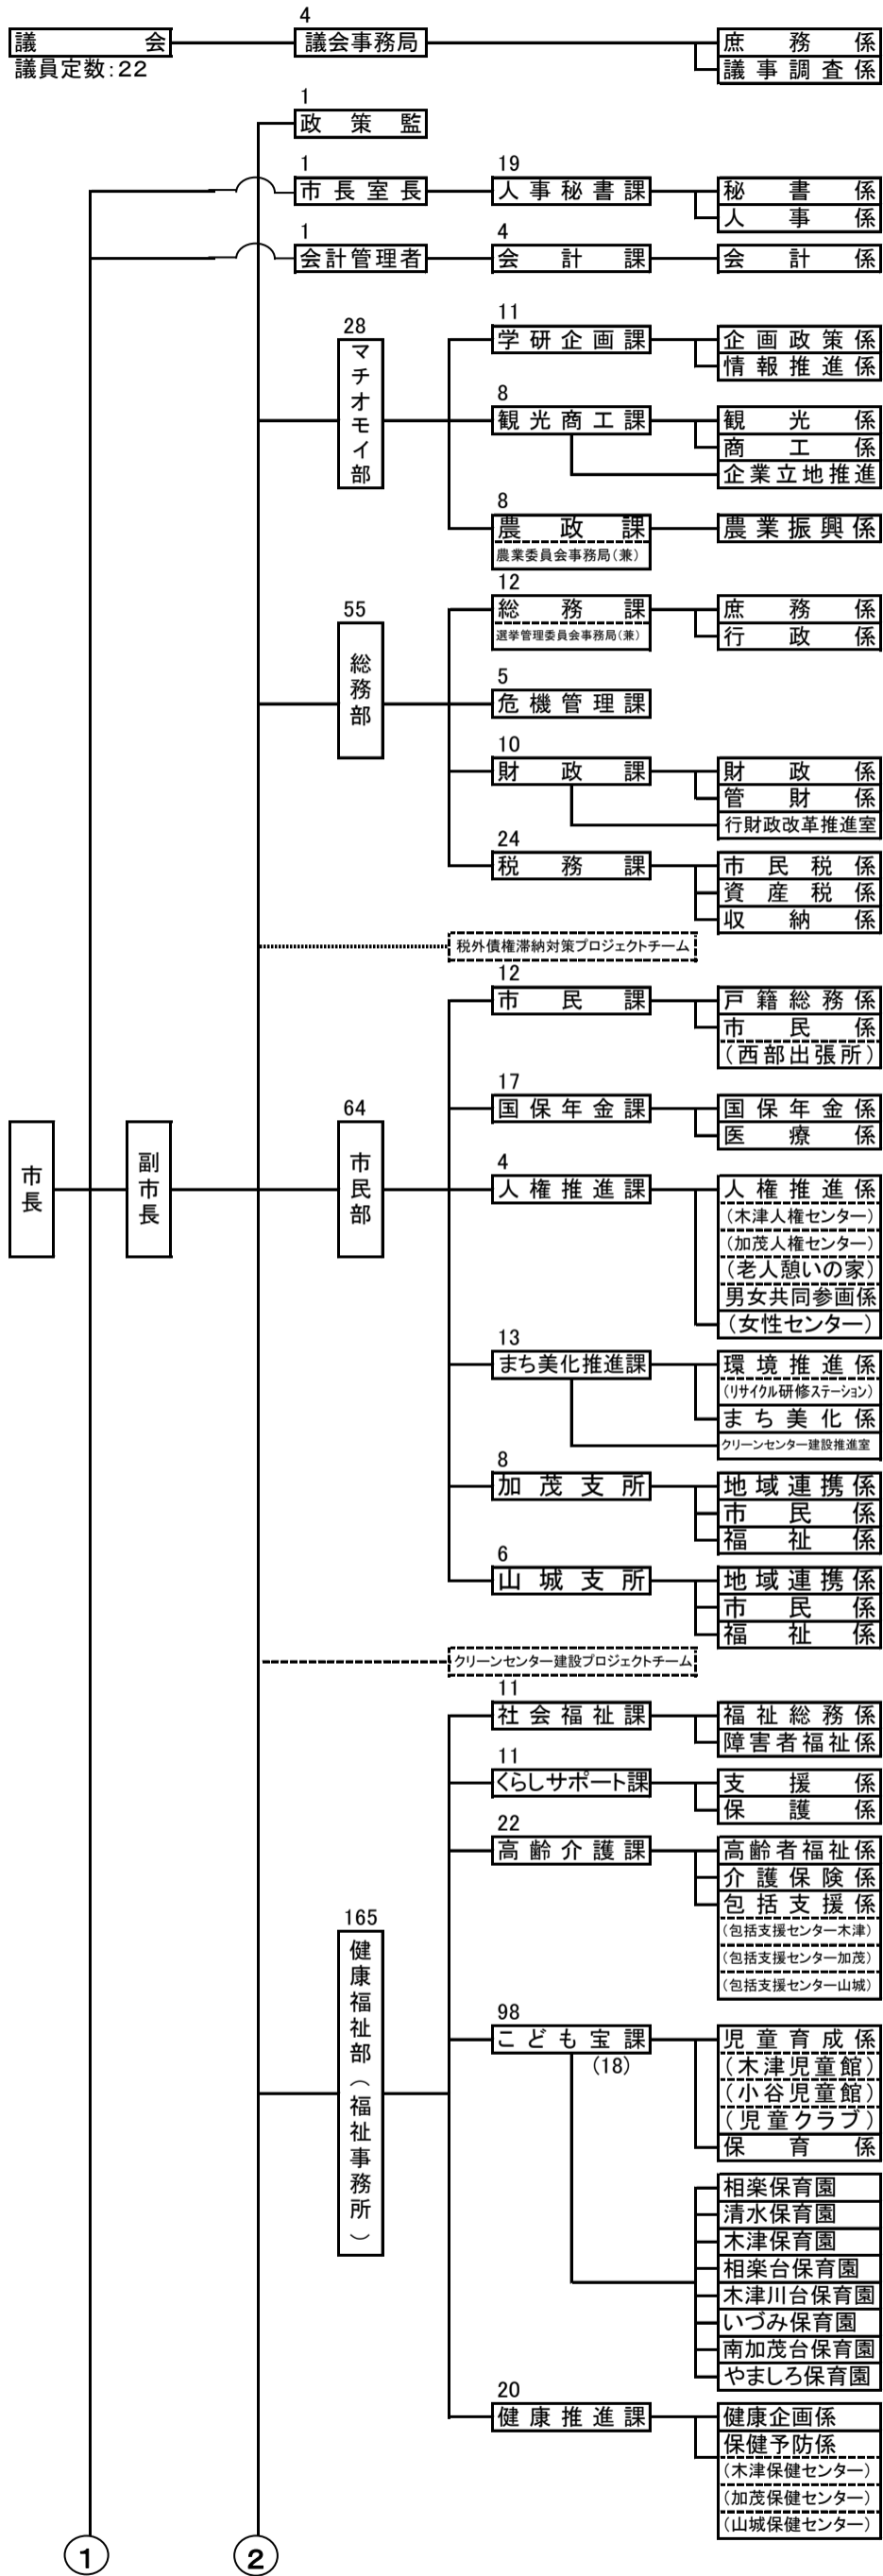 4
議会 議会事務局 庶務係
議員定数:22 議事調査係
1
政策監
1 19
市長室長 人事秘書課 秘書係
人事係
1 4
会計管理者 会計課 会計係
11
28 学研企画課 企画政策係
情報推進係
マチオモイ部
8
観光商工課 観光係
商工係
企業立地推進
8
農政課 農業振興係
農業委員会事務局(兼)
12
55 総務課 庶務係
選挙管理委員会事務局(兼) 行政係
総務部
5
危機管理課
10
財政課 財政係
管財係
行財政改革推進室
24
税務課 市民税係
資産税係
収納係
税外債権滞納対策プロジェクトチーム
12
市民課 戸籍総務係
市民係
(西部出張所)
17
64 国保年金課 国保年金係
医療係
市長 副市長 市民部
4
人権推進課 人権推進係
(木津人権センター)
(加茂人権センター)
(老人憩いの家)
男女共同参画係
(女性センター)
13
まち美化推進課 環境推進係
(リサイクル研修ステーション)
まち美化係
クリーンセンター建設推進室
8
加茂支所 地域連携係
市民係
福祉係
6
山城支所 地域連携係
市民係
福祉係
クリーンセンター建設プロジェクトチーム
11
社会福祉課 福祉総務係
障害者福祉係
11
くらしサポート課 支援係
保護係
22
高齢介護課 高齢者福祉係
介護保険係
165 包括支援係
(包括支援センター木津)
(包括支援センター加茂)
(包括支援センター山城)
健康福祉部(福祉事務所)
98
こども宝課 児童育成係
(18) (木津児童館)
(小谷児童館)
(児童クラブ)
保育係
相楽保育園
清水保育園
木津保育園
相楽台保育園
木津川台保育園
いづみ保育園
南加茂台保育園
やましろ保育園
20
健康推進課 健康企画係
保健予防係
(木津保健センター)
(加茂保健センター)
(山城保健センター)
1 2